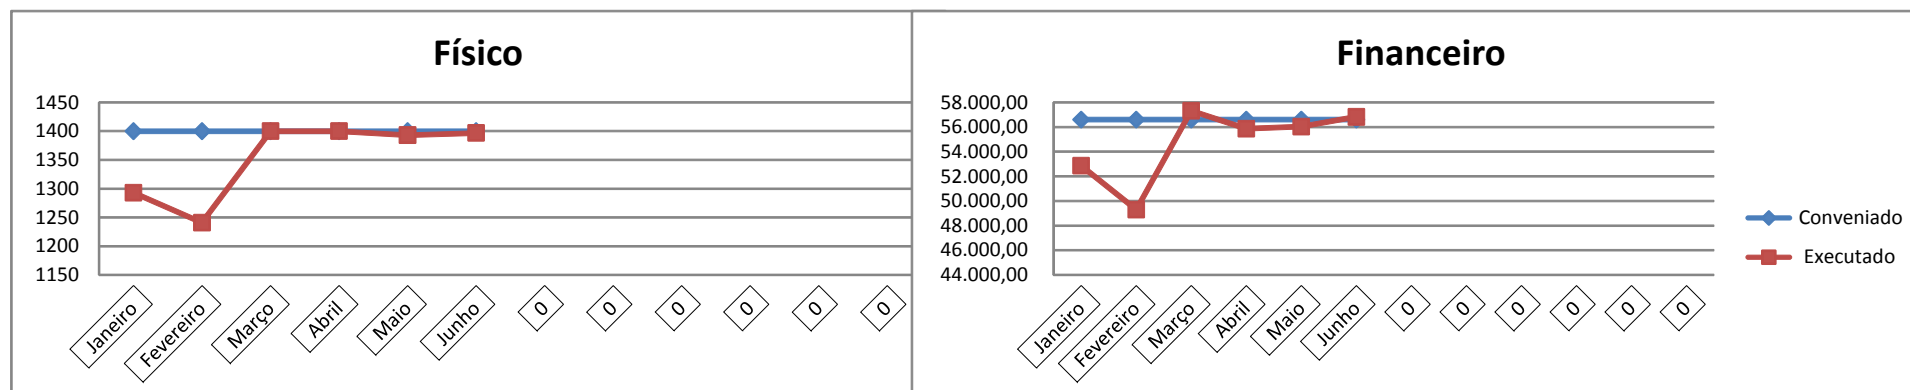 Físico
1450
1400
1350
1300
1250
1200
1150
Janeiro
Fevereiro
Março
Abril
Maio
Junho
0
0
0
0
0
0
Financeiro
58.000,00
56.000,00
54.000,00
52.000,00
50.000,00
48.000,00
46.000,00
44.000,00
Janeiro
Fevereiro
Março
Abril
Maio
Junho
0
0
0
0
0
0
Conveniado
Executado